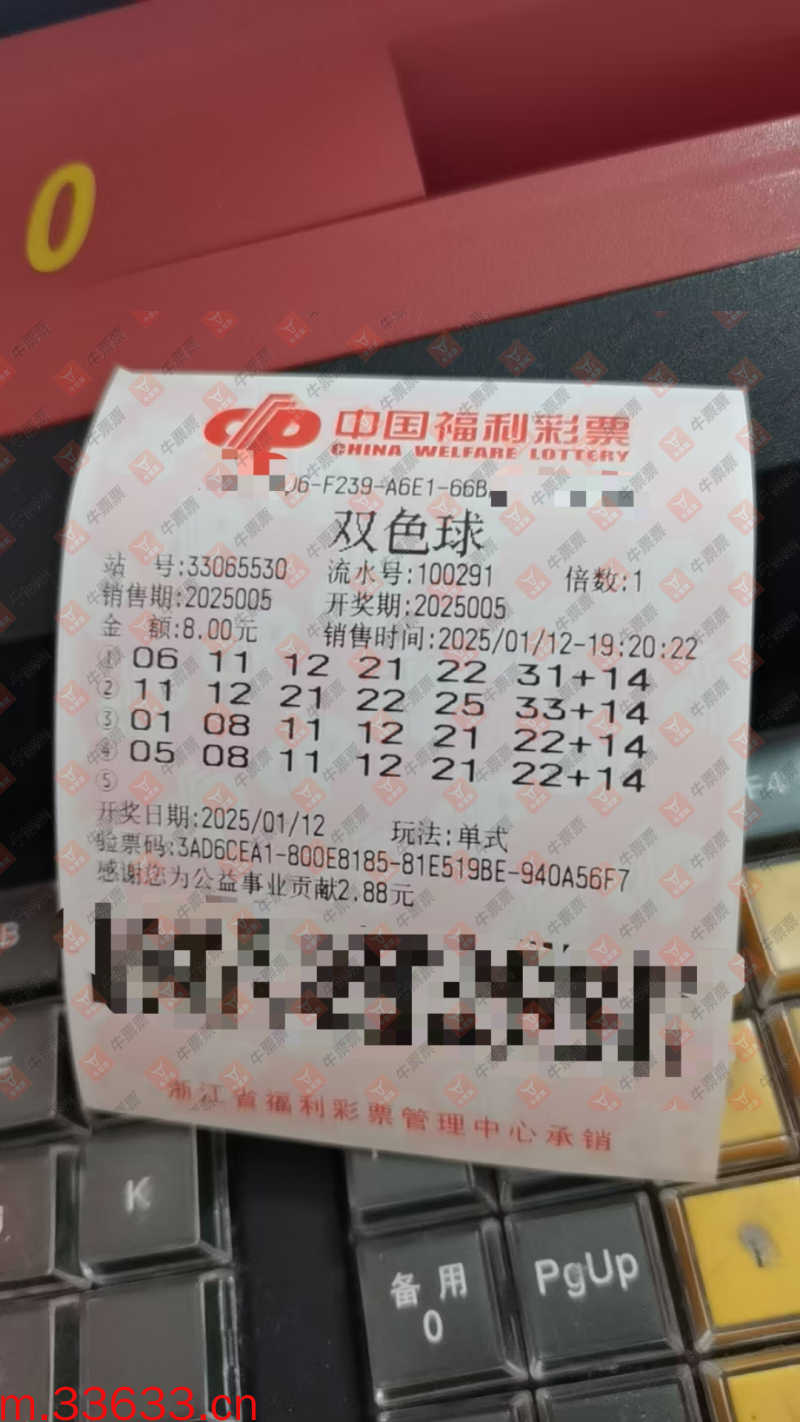 0
中国福利彩票
CHINA WELFARE LOTTERY
06-F239-A6E1-66B
双色球
站 号:33065530 流水号:100291 倍数:1
销售期:2025005 开奖期:2025005
金 额:8.00元 销售时间:2025/01/12-19:20:22
① 06 11 12 21 22 31+14
② 11 12 21 22 25 33+14
③ 01 08 11 12 21 22+14
④ 05 08 11 12 21 22+14
⑤
开奖日期:2025/01/12 玩法:单式
验票码:3AD6CEA1-800E8185-81E519BE-940A56F7
感谢您为公益事业贡献2.88元
浙江省福利彩票管理中心承销
牛票票
F4
B
K
备用
0
PgUp
m.33633.cn